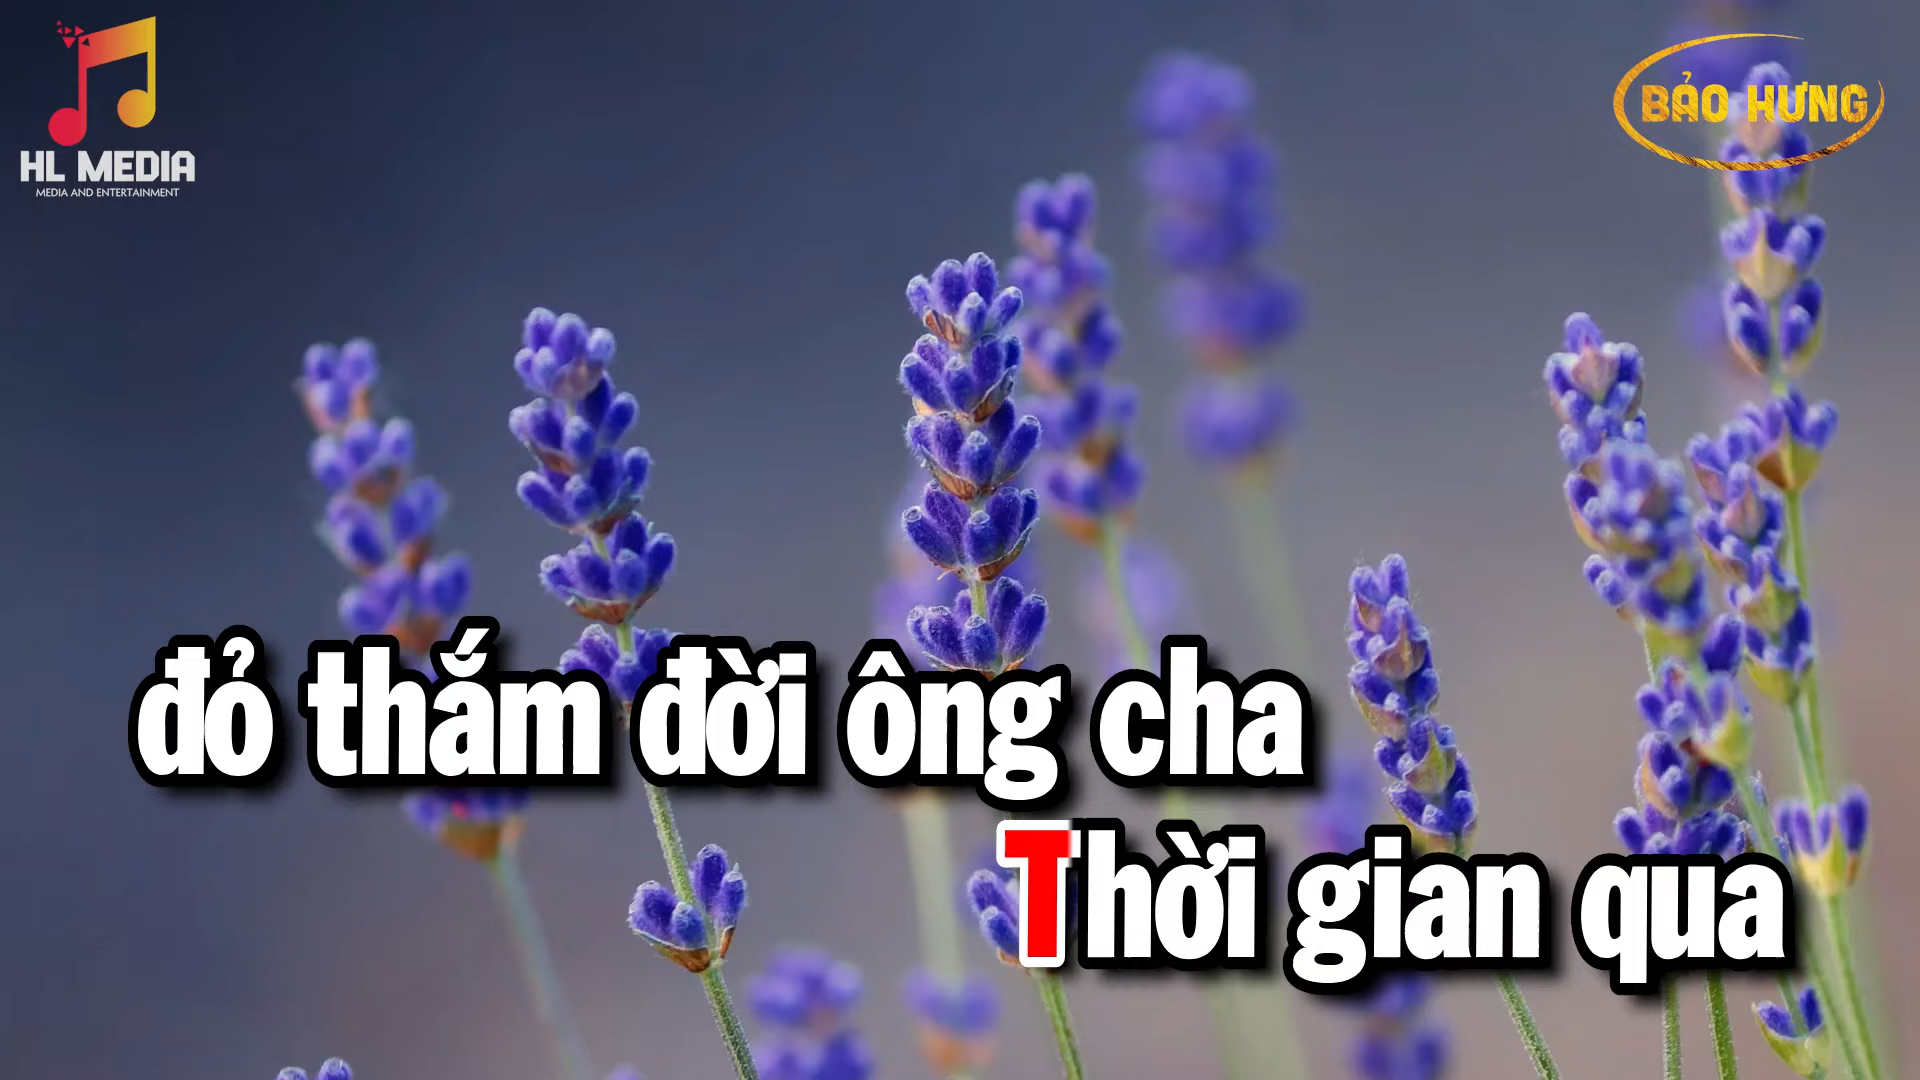 HL MEDIA
MEDIA AND ENTERTAINMENT
BẢO HƯNG
đỏ thắm đời ông cha
Thời gian qua